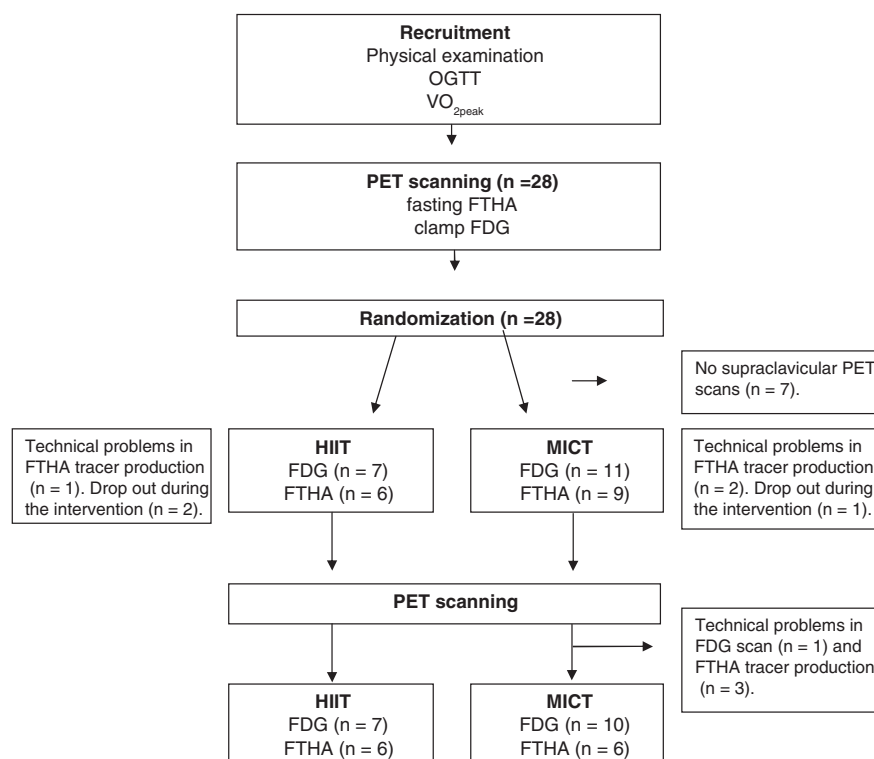 Recruitment
Physical examination
OGTT
VO2peak
PET scanning (n =28)
fasting FTHA
clamp FDG
Randomization (n =28)
No supraclavicular PET
scans (n = 7).
Technical problems in
FTHA tracer production
(n = 1). Drop out during
the intervention (n = 2).
HIIT
FDG (n = 7)
FTHA (n = 6)
MICT
FDG (n = 11)
FTHA (n = 9)
Technical problems in
FTHA tracer production
(n = 2). Drop out during
the intervention (n = 1).
PET scanning
Technical problems in
FDG scan (n = 1) and
FTHA tracer production
(n = 3).
HIIT
FDG (n = 7)
FTHA (n = 6)
MICT
FDG (n = 10)
FTHA (n = 6)